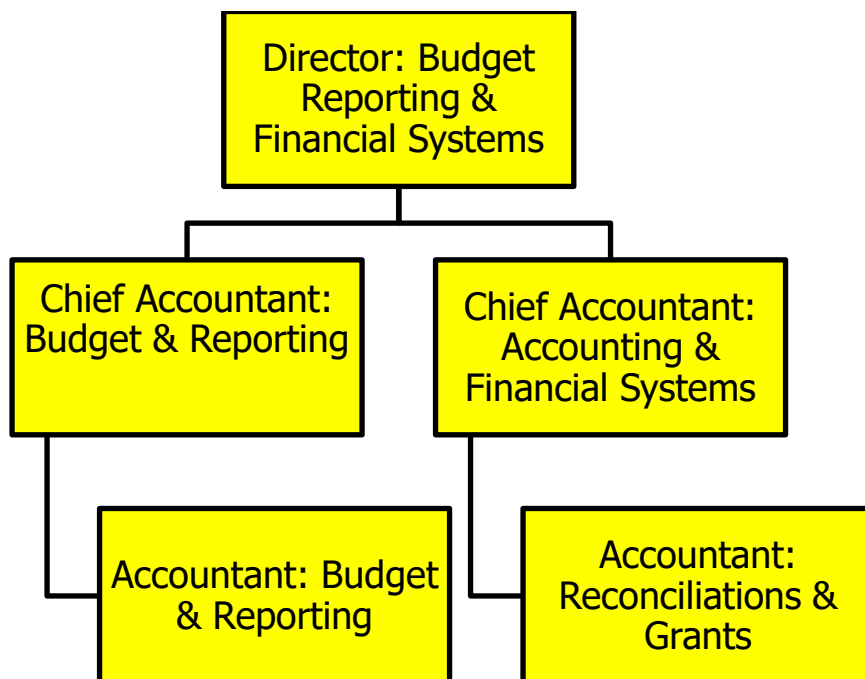 Director: Budget
Reporting &
Financial Systems
Chief Accountant:
Budget & Reporting
Chief Accountant:
Accounting &
Financial Systems
Accountant: Budget
& Reporting
Accountant:
Reconciliations &
Grants